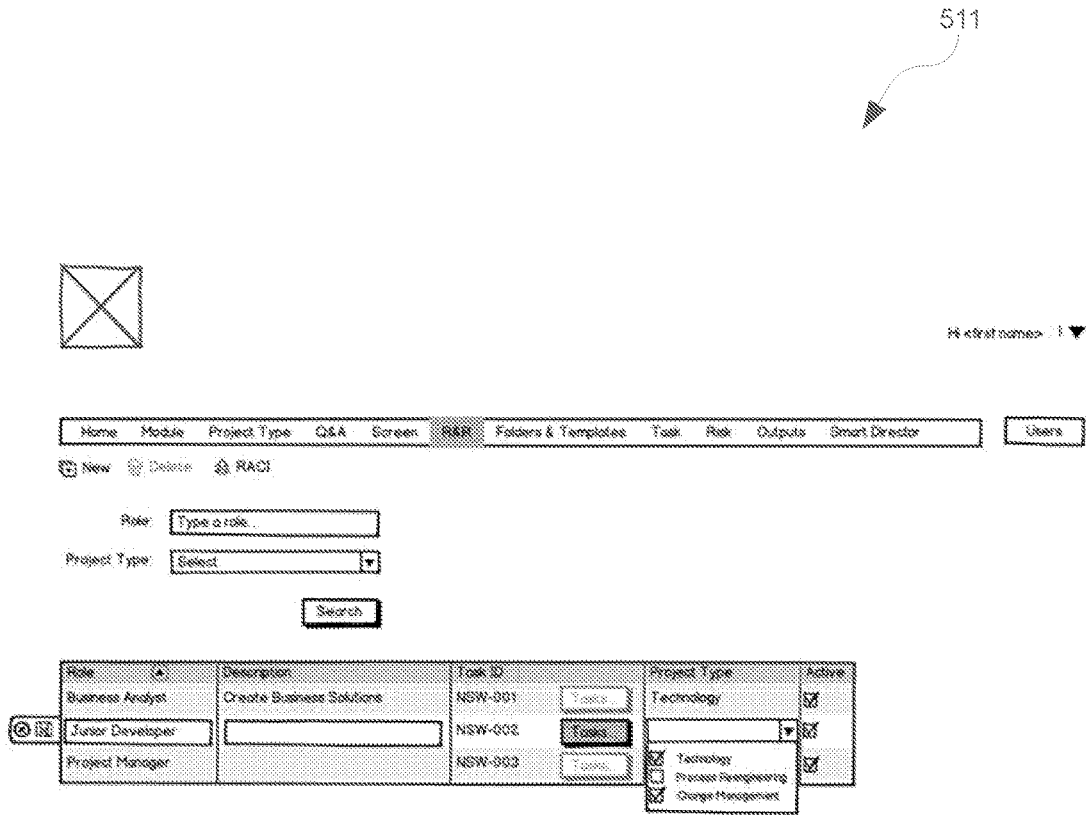 511
Hi <first name> ▼
Home Module Project Type Q&A Screen R&R Folders & Templates Task Risk Outputs Smart Director Users
New Delete RACI
Role: Type a role...
Project Type: Select
Search
Role Description Task ID Project Type Active
Business Analyst Create Business Solutions NSW-001 Tasks Technology
Junior Developer NSW-002 Tasks
Project Manager NSW-003 Tasks
Technology
Process Reengineering
Change Management